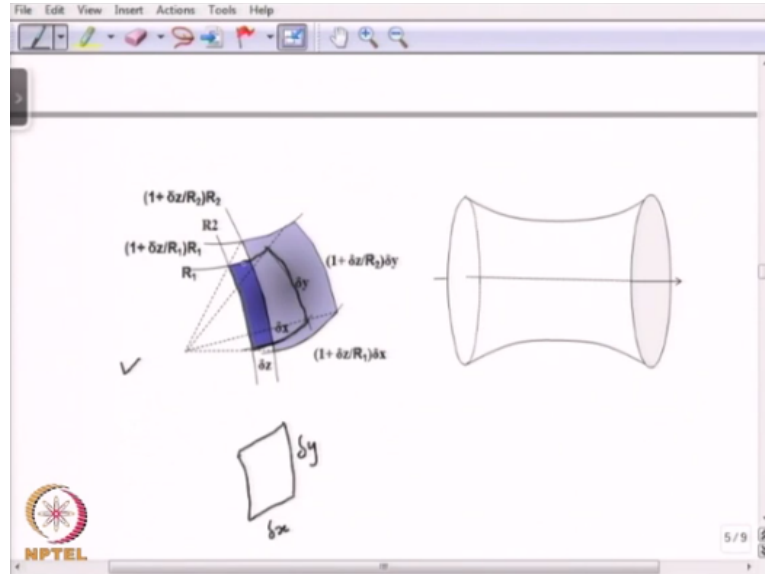 File Edit View Insert Actions Tools Help
(1+ δz/R₂)R₂
R2
(1+ δz/R₁)R₁
R₁
(1+ δz/R₂)δy
δy
δx
(1+ δz/R₁)δx
δz
δy
δx
NPTEL
5/9